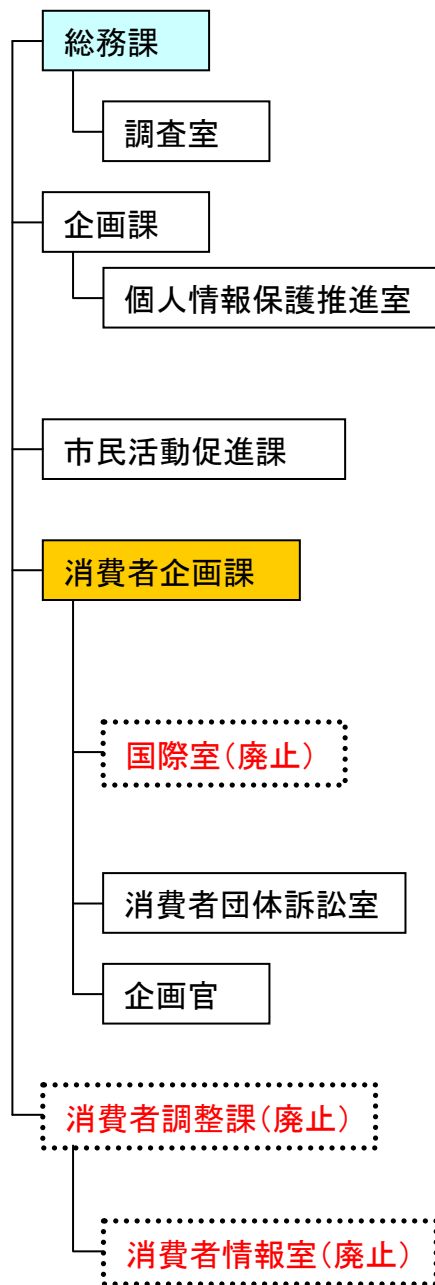 総務課
調査室
企画課
個人情報保護推進室
市民活動促進課
消費者企画課
国際室(廃止)
消費者団体訴訟室
企画官
消費者調整課(廃止)
消費者情報室(廃止)